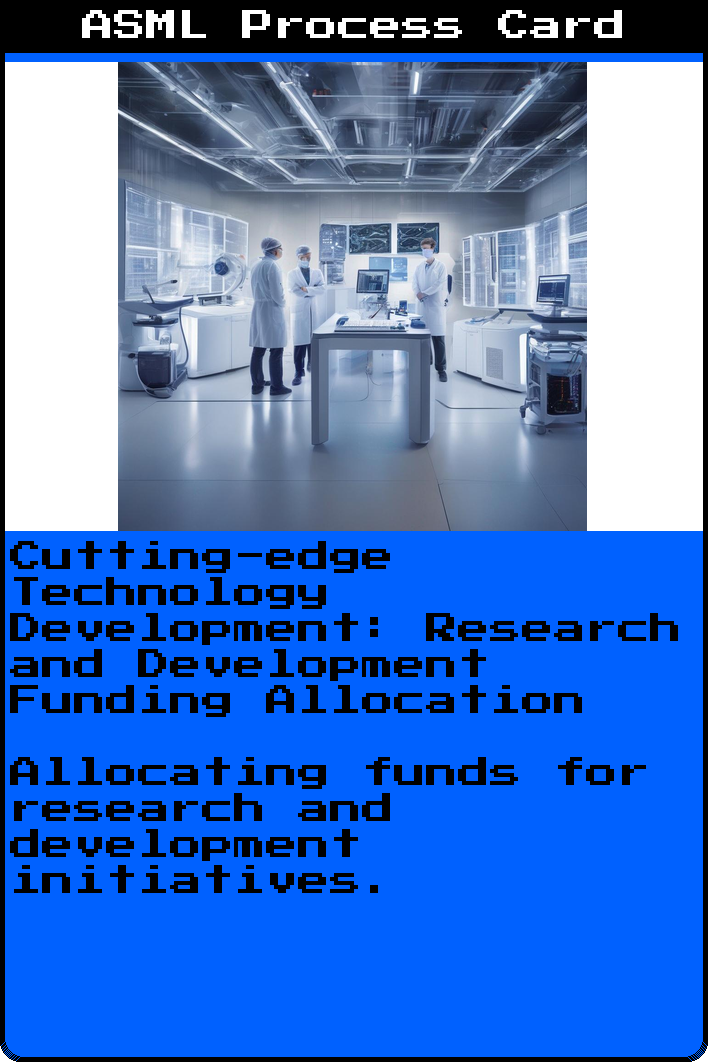 ASML Process Card
Cutting-edge
Technology
Development: Research
and Development
Funding Allocation
Allocating funds for
research and
development
initiatives.